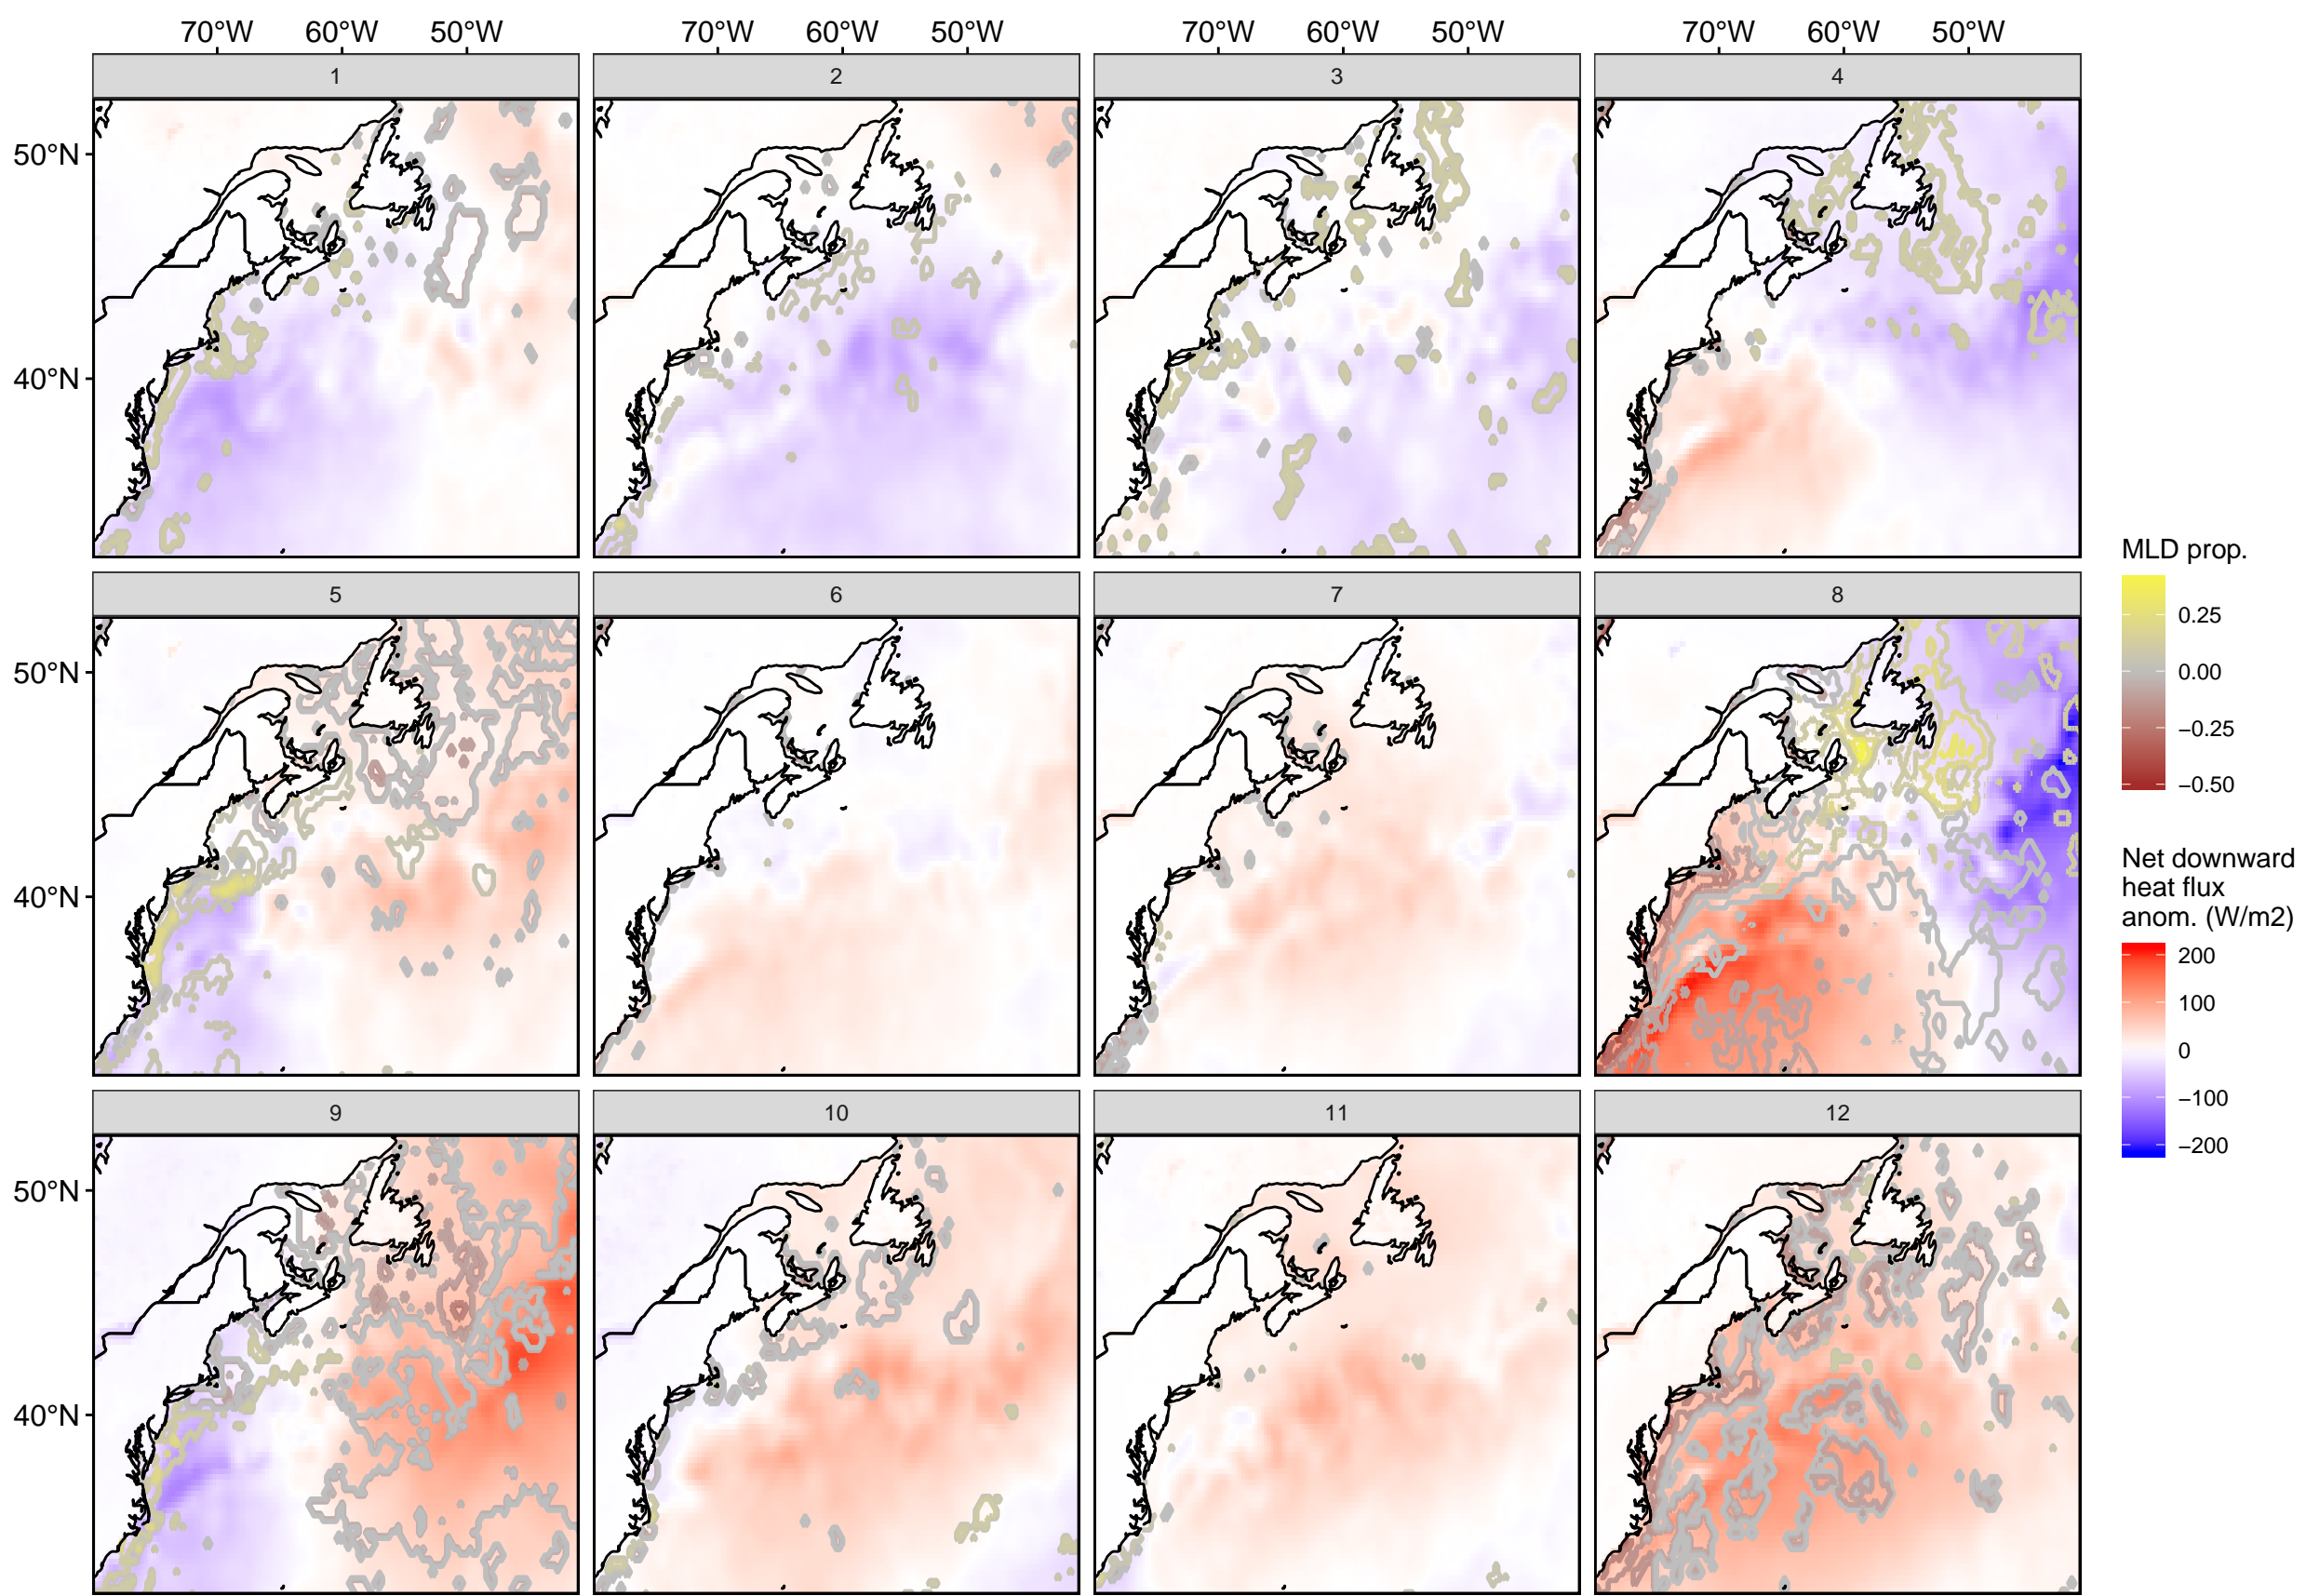 70°W 60°W 50°W 70°W 60°W 50°W 70°W 60°W 50°W 70°W 60°W 50°W
1 2 3 4
50°N
40°N
MLD prop.
0.25
0.00
−0.25
−0.50
5 6 7 8
50°N
40°N
Net downward
heat flux
anom. (W/m2)
200
100
0
−100
−200
9 10 11 12
50°N
40°N